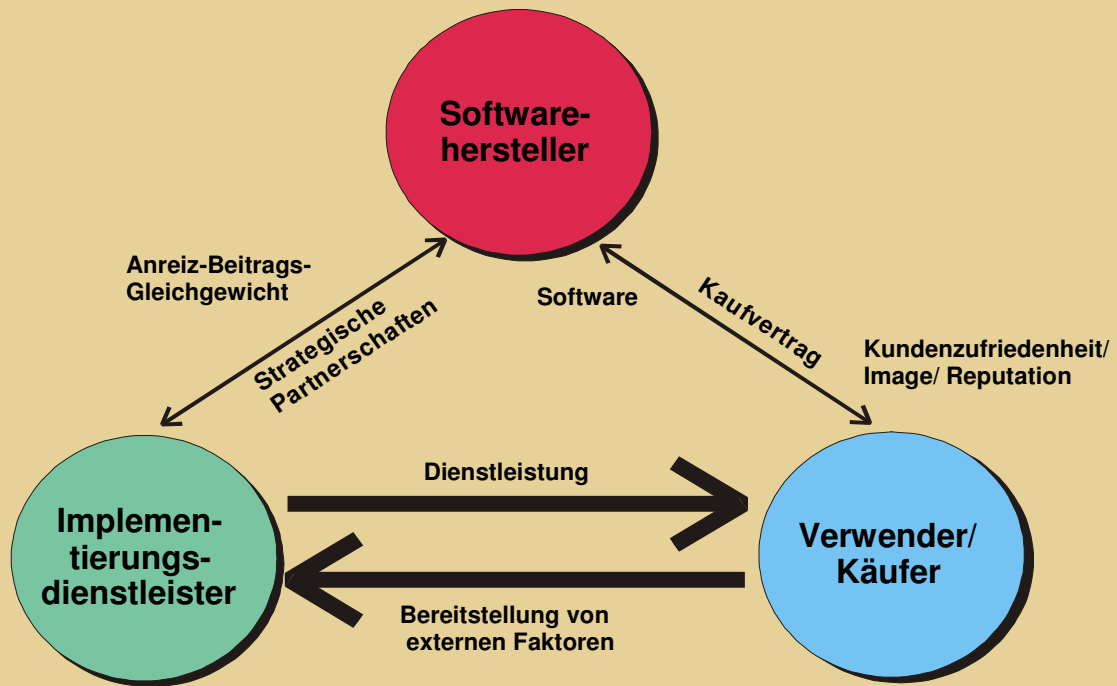 Software-
hersteller
Anreiz-Beitrags-
Gleichgewicht
Strategische
Partnerschaften
Software
Kaufvertrag
Kundenzufriedenheit/
Image/ Reputation
Implemen-
tierungs-
dienstleister
Dienstleistung
Bereitstellung von
externen Faktoren
Verwender/
Käufer